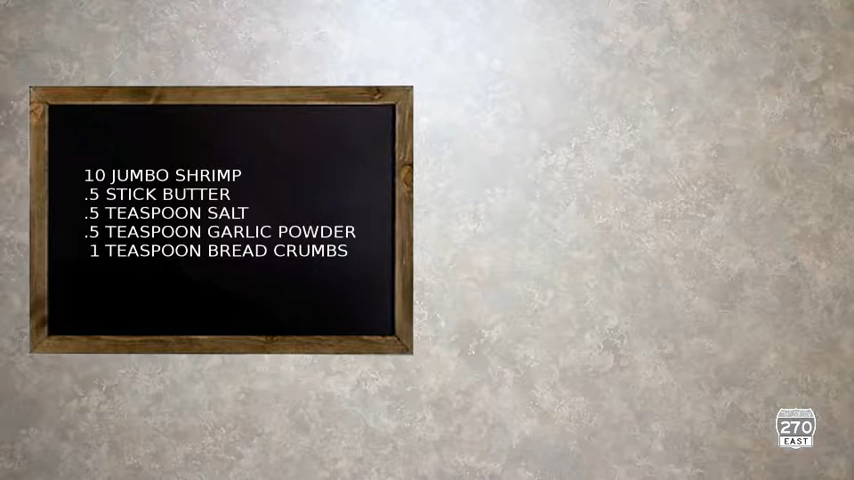 10 JUMBO SHRIMP
.5 STICK BUTTER
.5 TEASPOON SALT
.5 TEASPOON GARLIC POWDER
1 TEASPOON BREAD CRUMBS
270
EAST